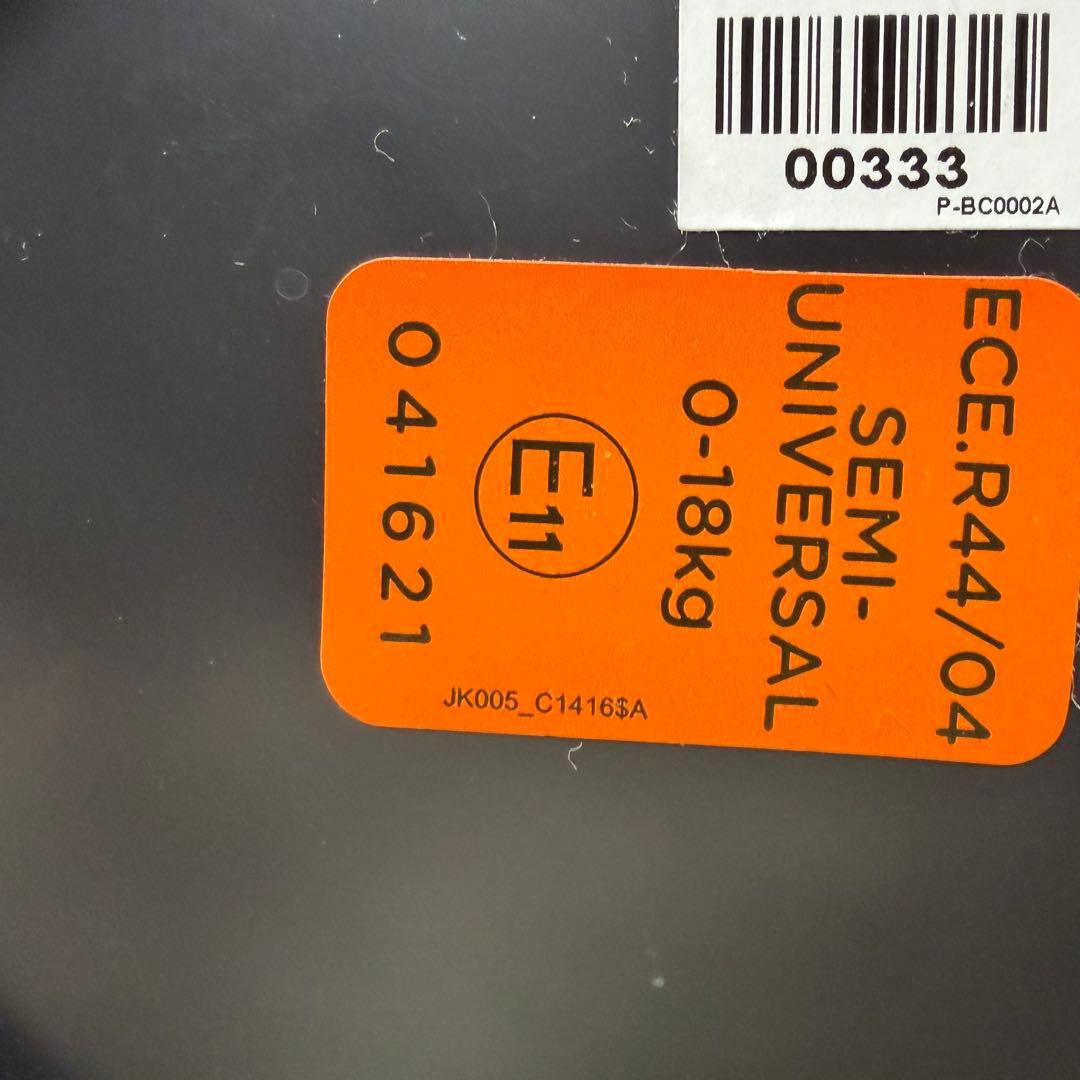 00333
P-BC0002A
ECE.R44/04
SEMI-
UNIVERSAL
0-18kg
E11
041621
JK005_C1416$A